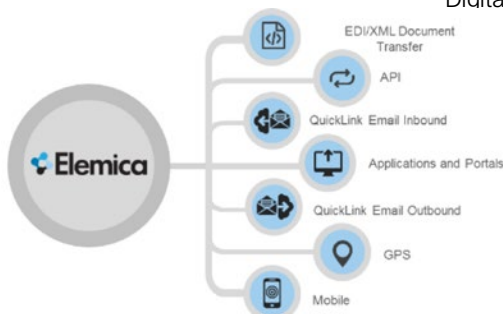 Digita
EDI/XML Document
Transfer
API
QuickLink Email Inbound
Elemica
Applications and Portals
QuickLink Email Outbound
GPS
Mobile